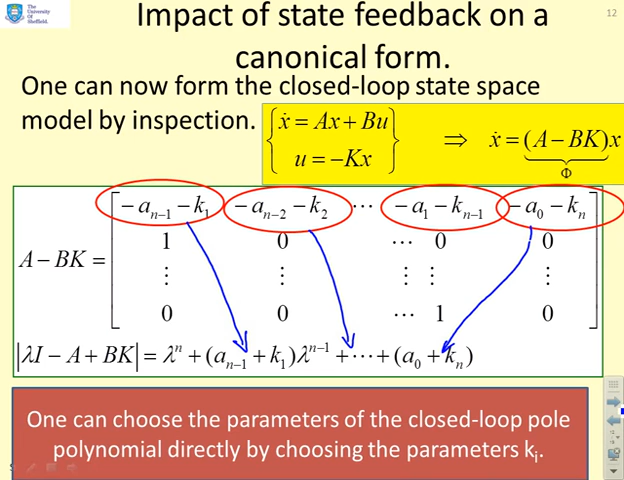 The
University
Of
Sheffield.
12
Impact of state feedback on a
canonical form.
One can now form the closed-loop state space
model by inspection.
{ ẋ = Ax + Bu
u = −Kx } ⇒ ẋ = (A − BK)x
Φ
A − BK = [ −a_{n−1} − k_1 −a_{n−2} − k_2 ⋯ −a_1 − k_{n−1} −a_0 − k_n
1 0 ⋯ 0 0
⋮ ⋮ ⋮ ⋮ ⋮
0 0 ⋯ 1 0 ]
|λI − A + BK| = λ^n + (a_{n−1} + k_1)λ^{n−1} + ⋯ + (a_0 + k_n)
One can choose the parameters of the closed-loop pole
polynomial directly by choosing the parameters k_i.